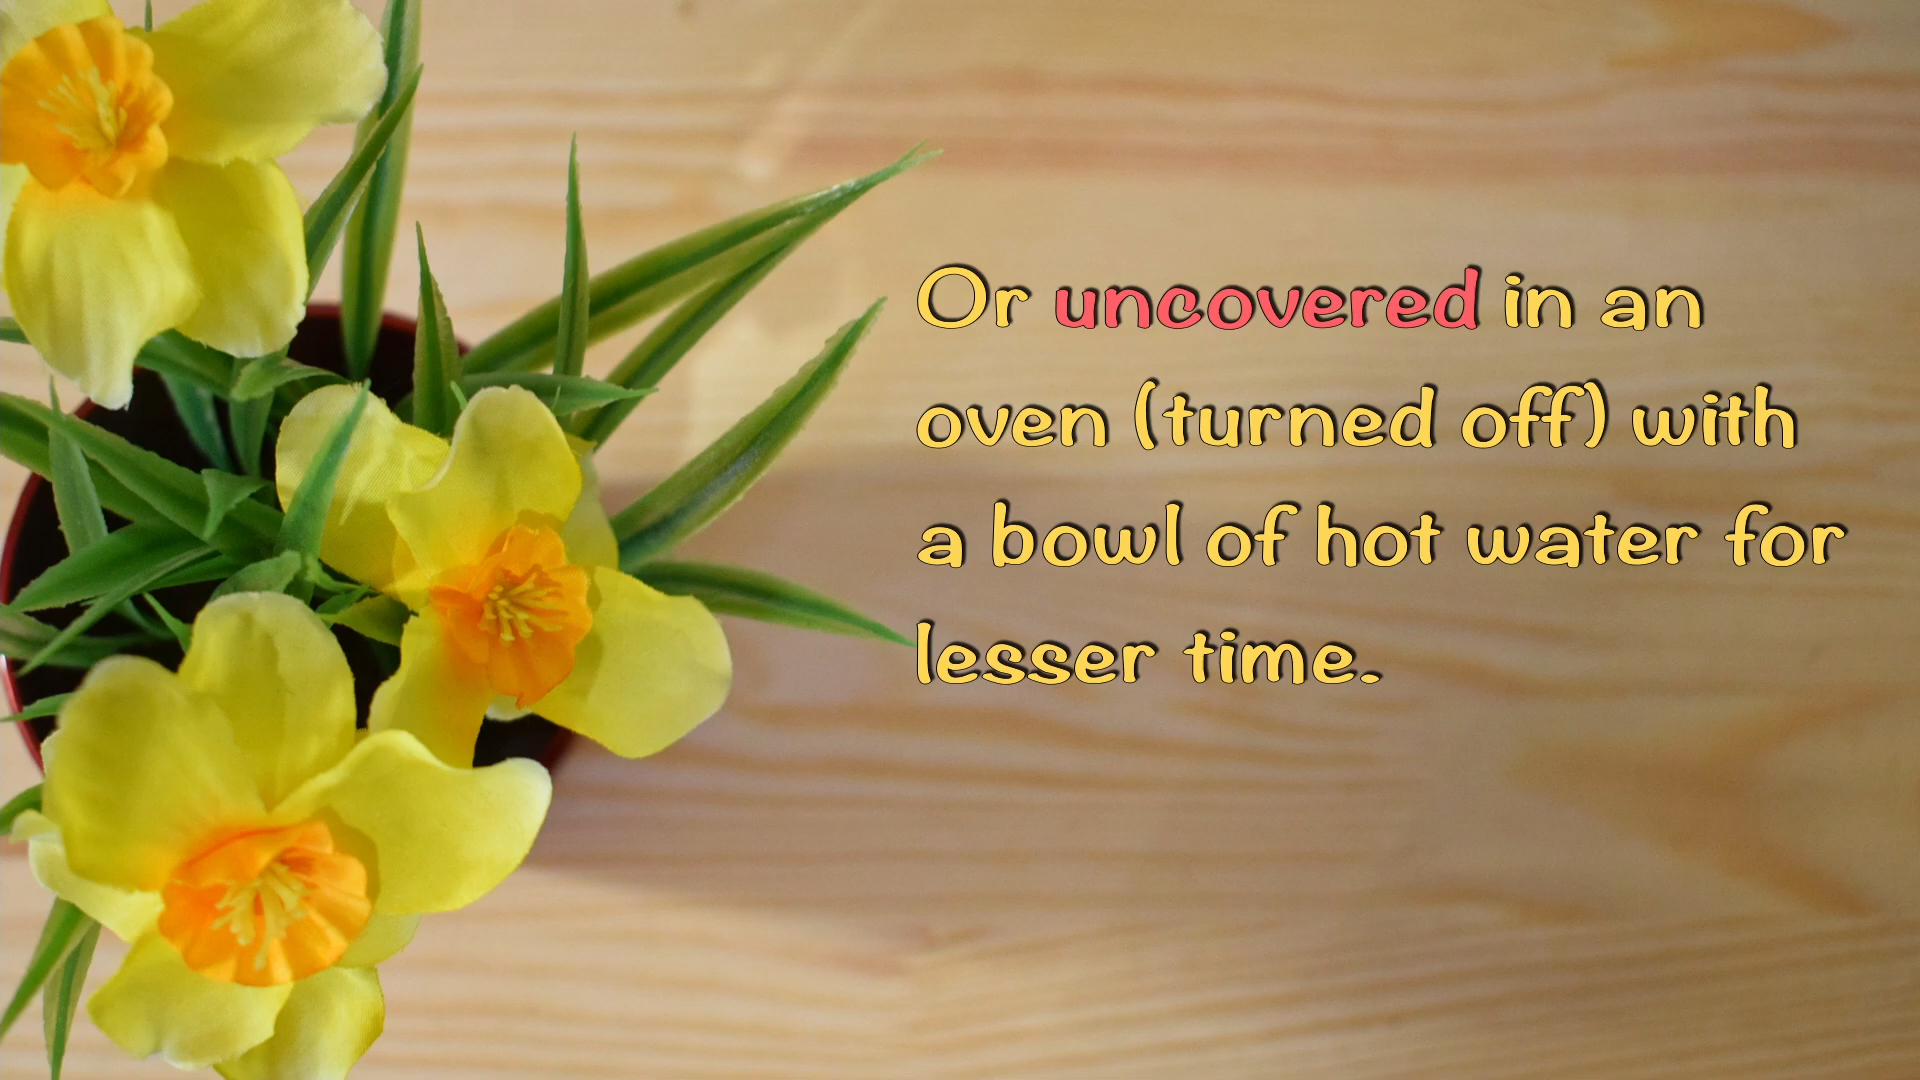 Or uncovered in an
oven (turned off) with
a bowl of hot water for
lesser time.